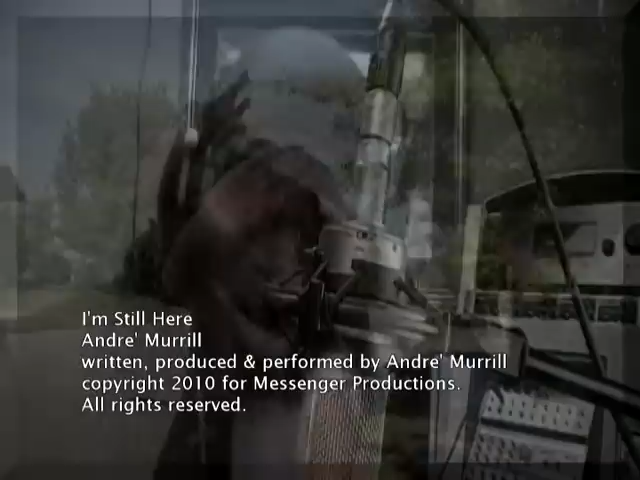 I'm Still Here
Andre' Murrill
written, produced & performed by Andre' Murrill
copyright 2010 for Messenger Productions.
All rights reserved.